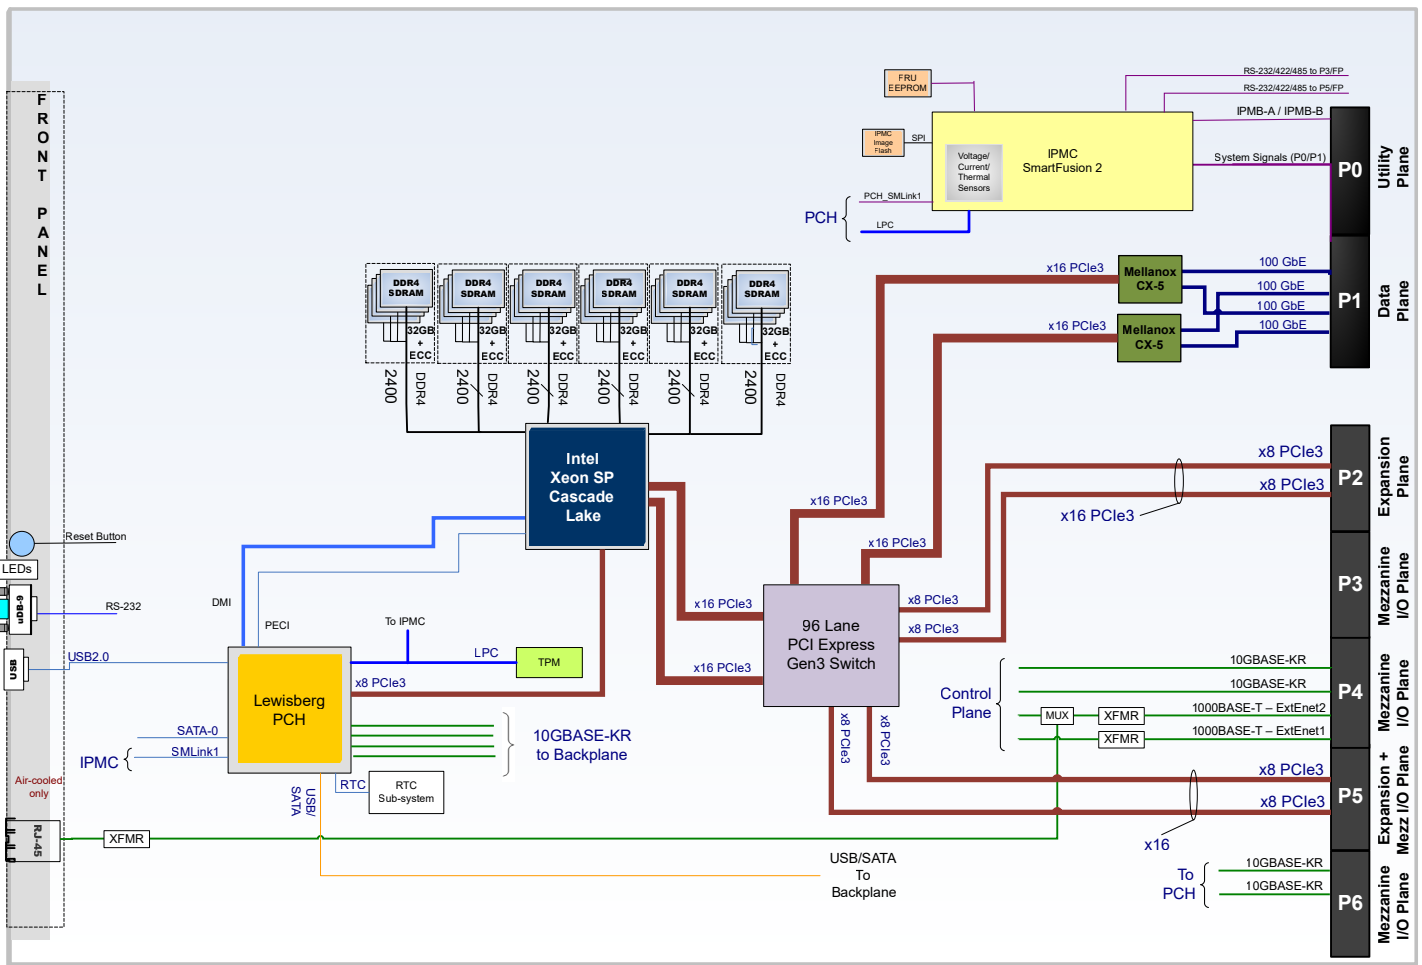 FRONT PANEL
FRU
EEPROM
RS-232/422/485 to P3/FP
RS-232/422/485 to P5/FP
IPMB-A / IPMB-B
IPMC
Image
Flash
SPI
Voltage/
Current/
Thermal
Sensors
IPMC
SmartFusion 2
System Signals (P0/P1)
P0
Utility
Plane
PCH
PCH_SMLink1
LPC
DDR4
SDRAM
32GB
+
ECC
DDR4
2400
DDR4
SDRAM
32GB
+
ECC
DDR4
2400
DDR4
SDRAM
32GB
+
ECC
DDR4
2400
DDR4
SDRAM
32GB
+
ECC
DDR4
2400
DDR4
SDRAM
32GB
+
ECC
DDR4
2400
DDR4
SDRAM
32GB
+
ECC
DDR4
2400
x16 PCIe3
Mellanox
CX-5
100 GbE
100 GbE
x16 PCIe3
Mellanox
CX-5
100 GbE
100 GbE
P1
Data
Plane
Intel
Xeon SP
Cascade
Lake
x16 PCIe3
x16 PCIe3
x8 PCIe3
x8 PCIe3
x16 PCIe3
P2
Expansion
Plane
P3
Mezzanine
I/O Plane
Reset Button
LEDs
uDB-9
RS-232
USB
USB2.0
DMI
PECI
To IPMC
LPC
TPM
x16 PCIe3
x16 PCIe3
96 Lane
PCI Express
Gen3 Switch
x8 PCIe3
x8 PCIe3
x8 PCIe3
x8 PCIe3
Lewisberg
PCH
x8 PCIe3
10GBASE-KR
to Backplane
SATA-0
IPMC
SMLink1
RTC
RTC
Sub-system
USB/
SATA
Control
Plane
10GBASE-KR
10GBASE-KR
MUX
XFMR
1000BASE-T – ExtEnet2
XFMR
1000BASE-T – ExtEnet1
P4
Mezzanine
I/O Plane
x8 PCIe3
x8 PCIe3
x16
P5
Expansion +
Mezz I/O Plane
Air-cooled
only
RJ-45
XFMR
USB/SATA
To
Backplane
To
PCH
10GBASE-KR
10GBASE-KR
P6
Mezzanine
I/O Plane